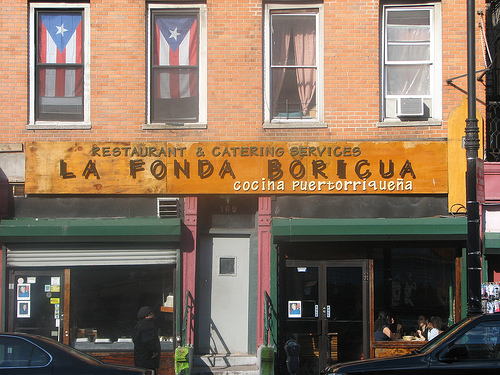 RESTAURANT & CATERING SERVICES
LA FONDA BORICUA
cocina puertorriqueña